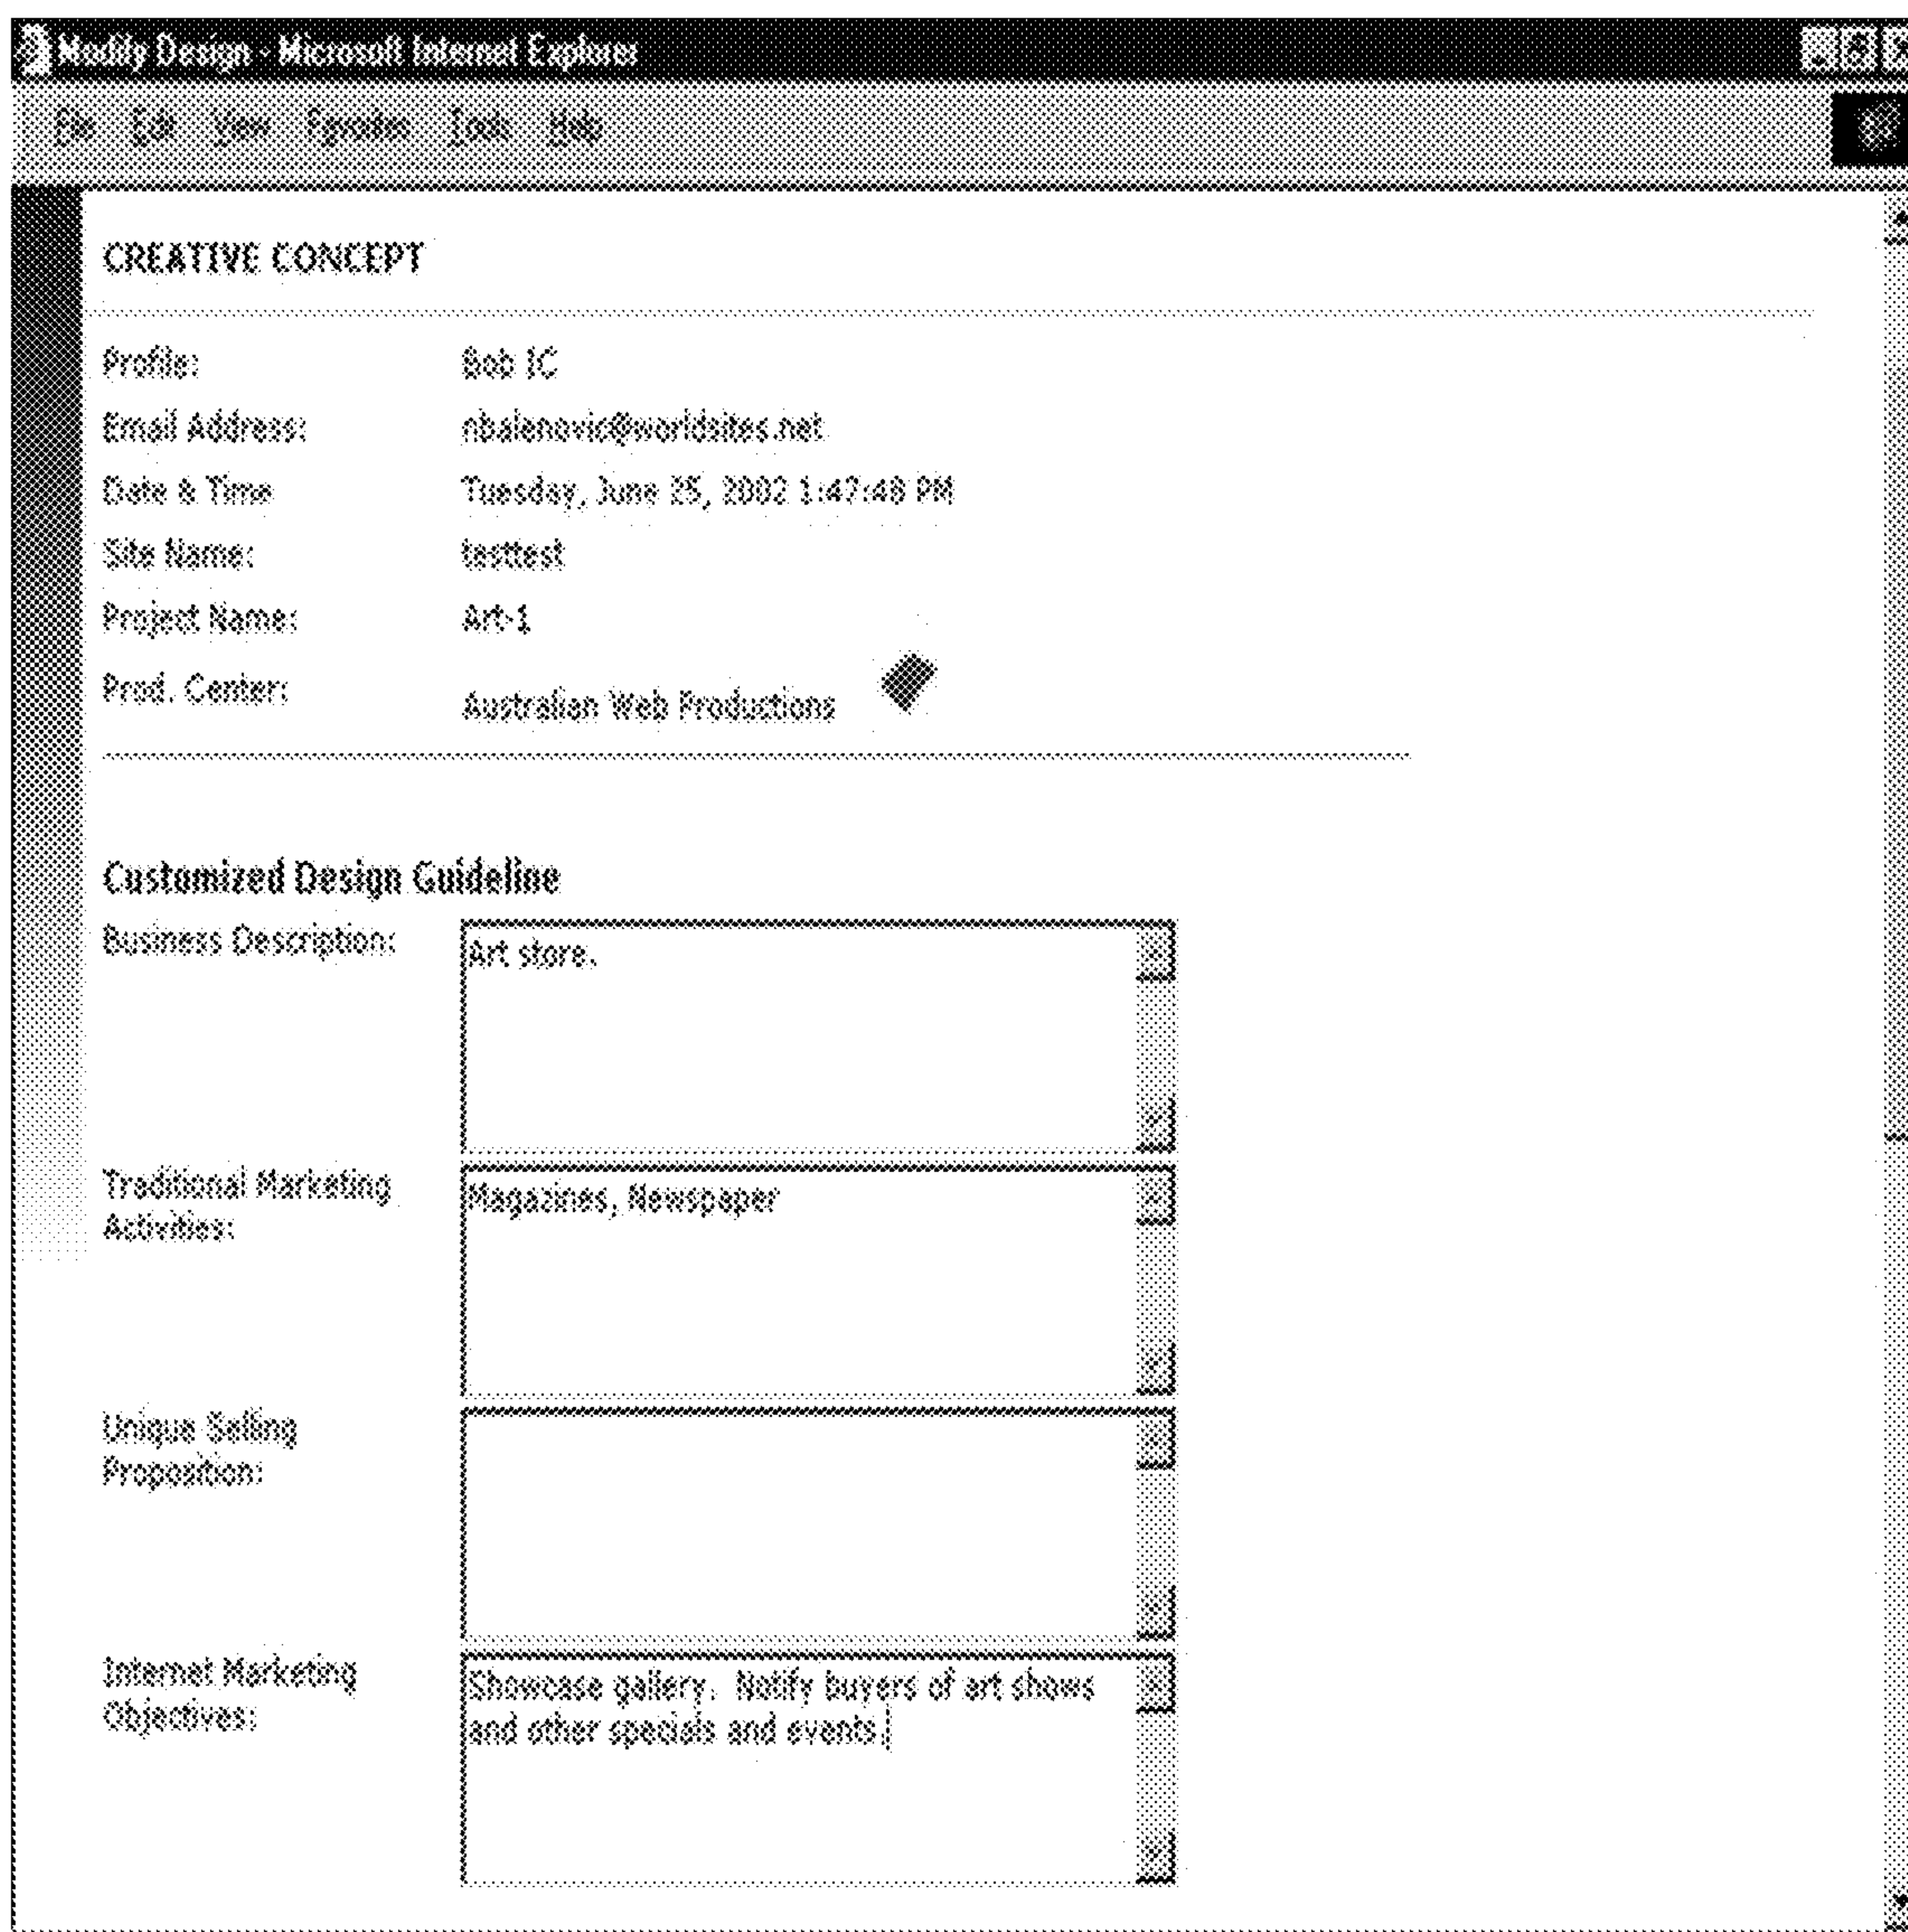 Modify Design - Microsoft Internet Explorer
File Edit View Favorites Tools Help
CREATIVE CONCEPT
Profile: Bob IC
Email Address: nbalenovic@worldsites.net
Date & Time Tuesday, June 25, 2002 1:47:48 PM
Site Name: testtest
Project Name: Art-1
Prod. Center: Australian Web Productions
Customized Design Guideline
Business Description: Art store.
Traditional Marketing Magazines, Newspaper
Activities:
Unique Selling
Proposition:
Internet Marketing Showcase gallery. Notify buyers of art shows
Objectives: and other specials and events.